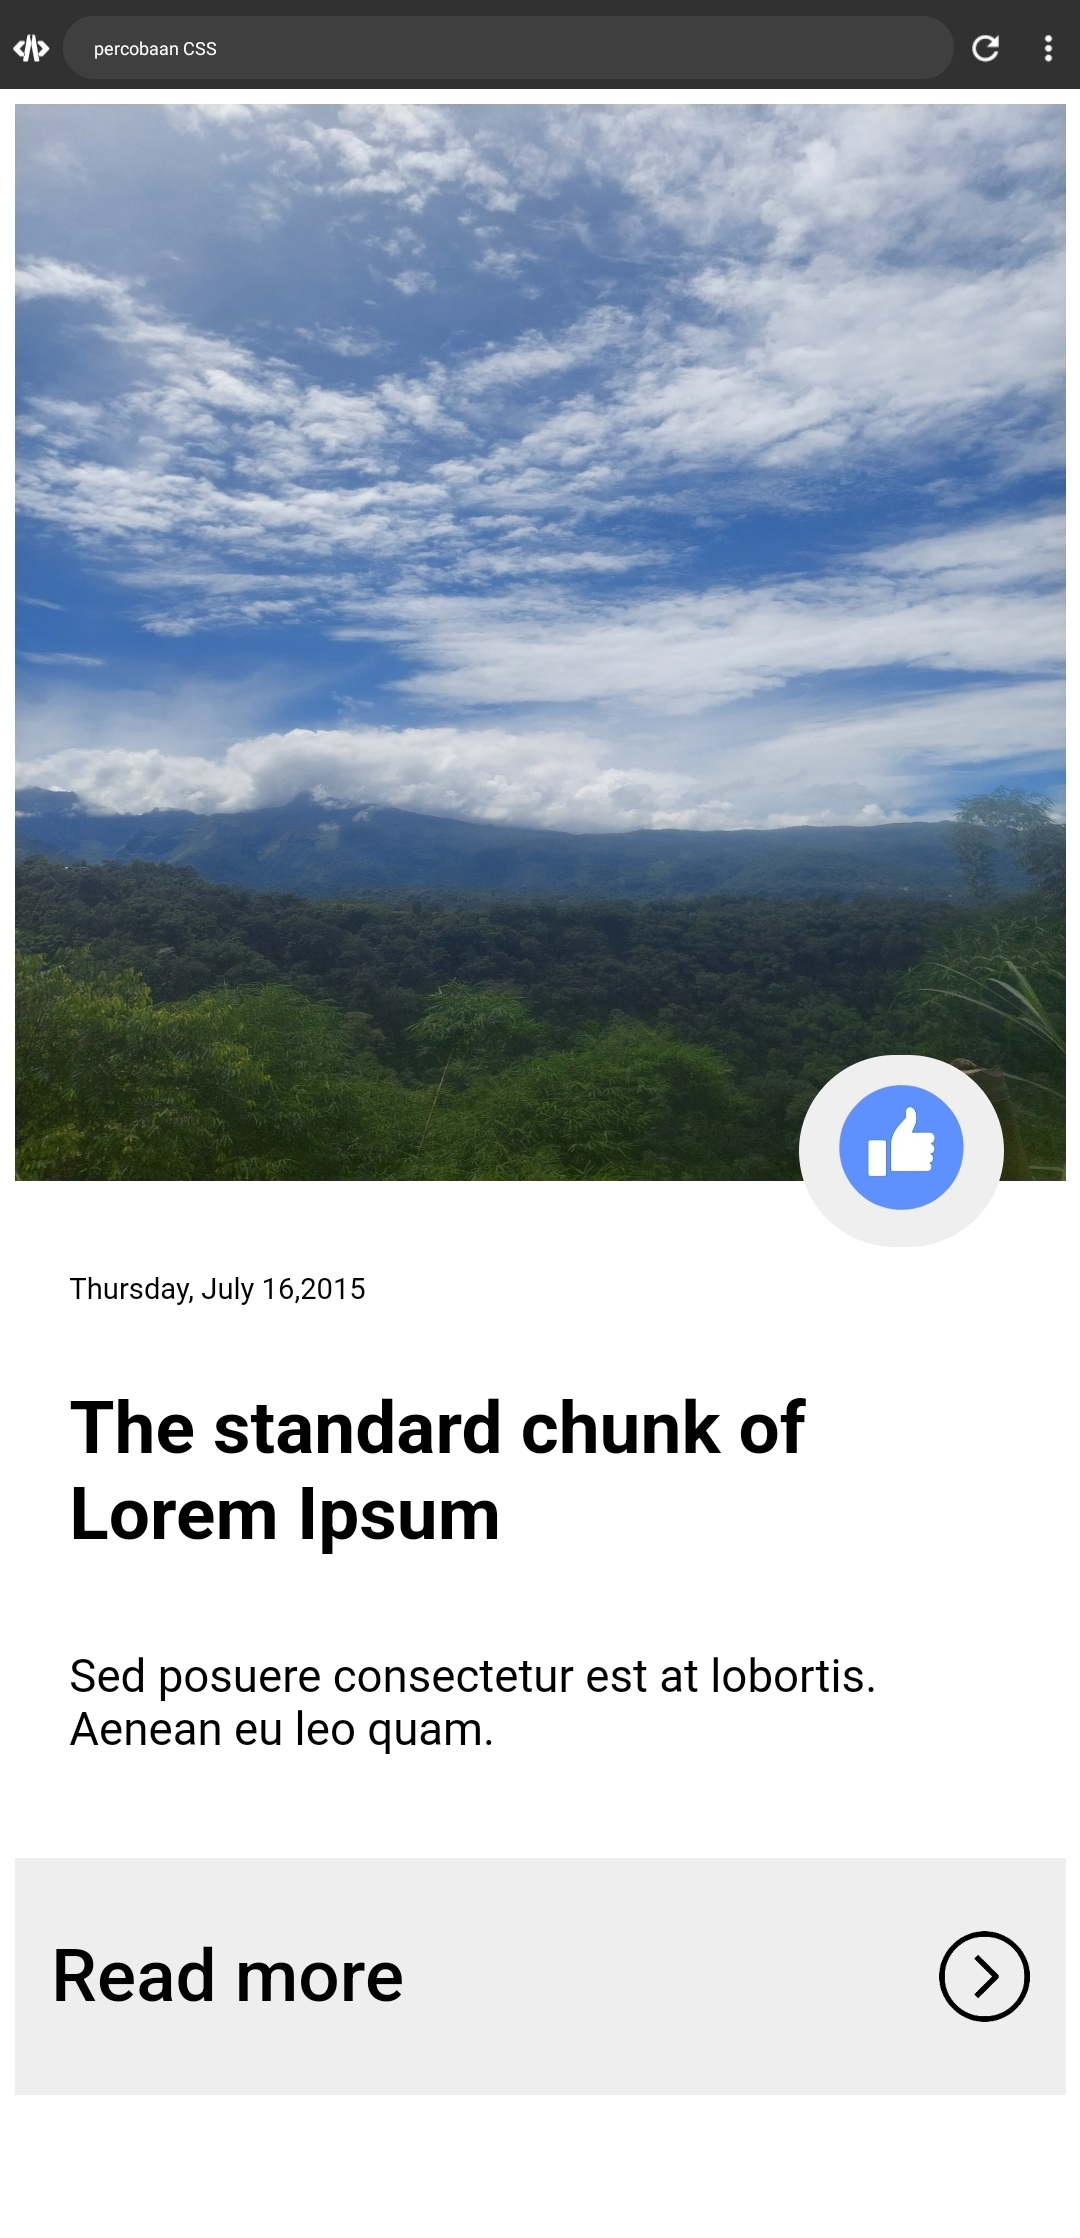 percobaan CSS
Thursday, July 16,2015
The standard chunk of
Lorem Ipsum
Sed posuere consectetur est at lobortis.
Aenean eu leo quam.
Read more